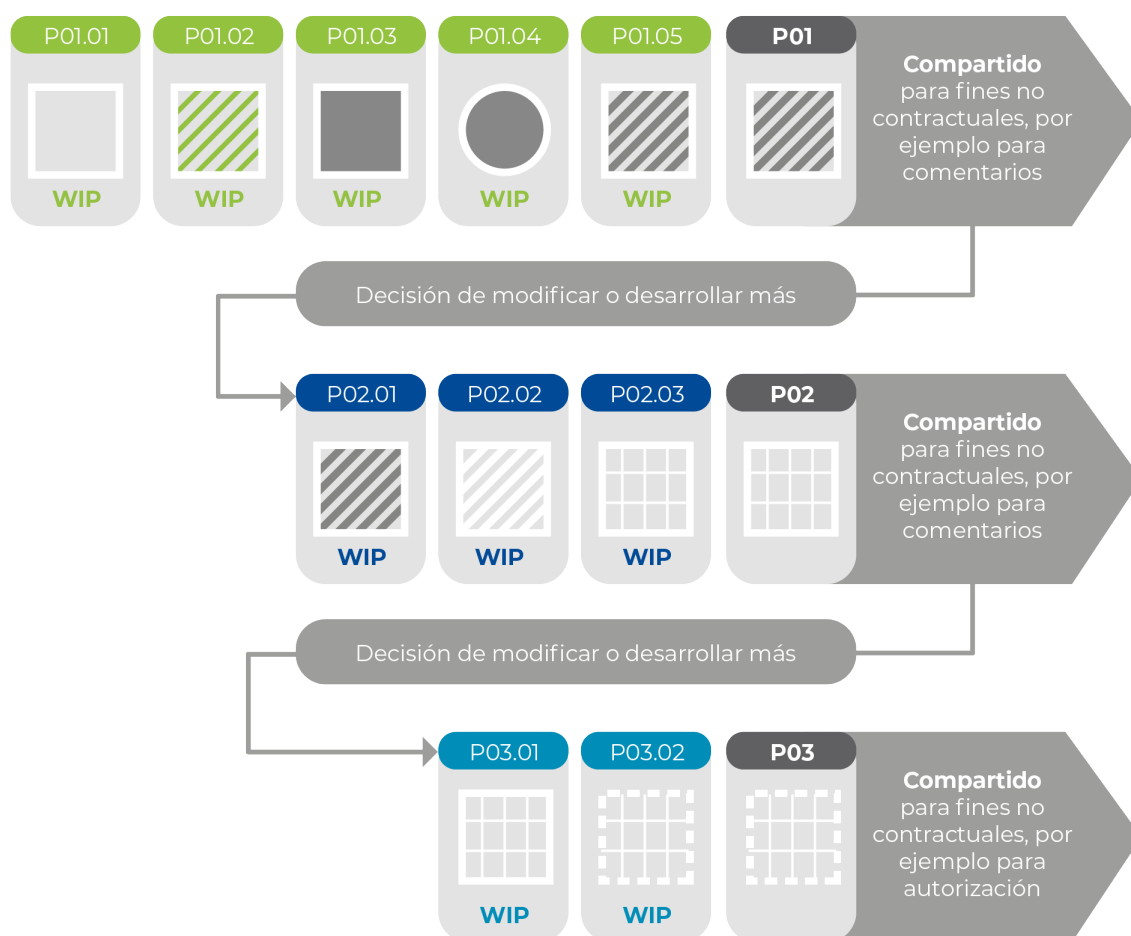 P01.01 P01.02 P01.03 P01.04 P01.05 P01
WIP WIP WIP WIP WIP
Compartido
para fines no
contractuales, por
ejemplo para
comentarios
Decisión de modificar o desarrollar más
P02.01 P02.02 P02.03 P02
WIP WIP WIP
Compartido
para fines no
contractuales, por
ejemplo para
comentarios
Decisión de modificar o desarrollar más
P03.01 P03.02 P03
WIP WIP
Compartido
para fines no
contractuales, por
ejemplo para
autorización